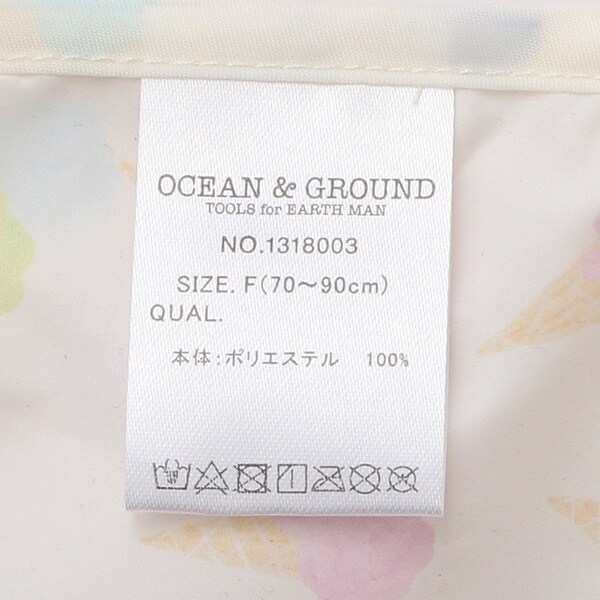 OCEAN & GROUND
TOOLS for EARTH MAN
NO.1318003
SIZE. F(70～90cm)
QUAL.
本体:ポリエステル 100%